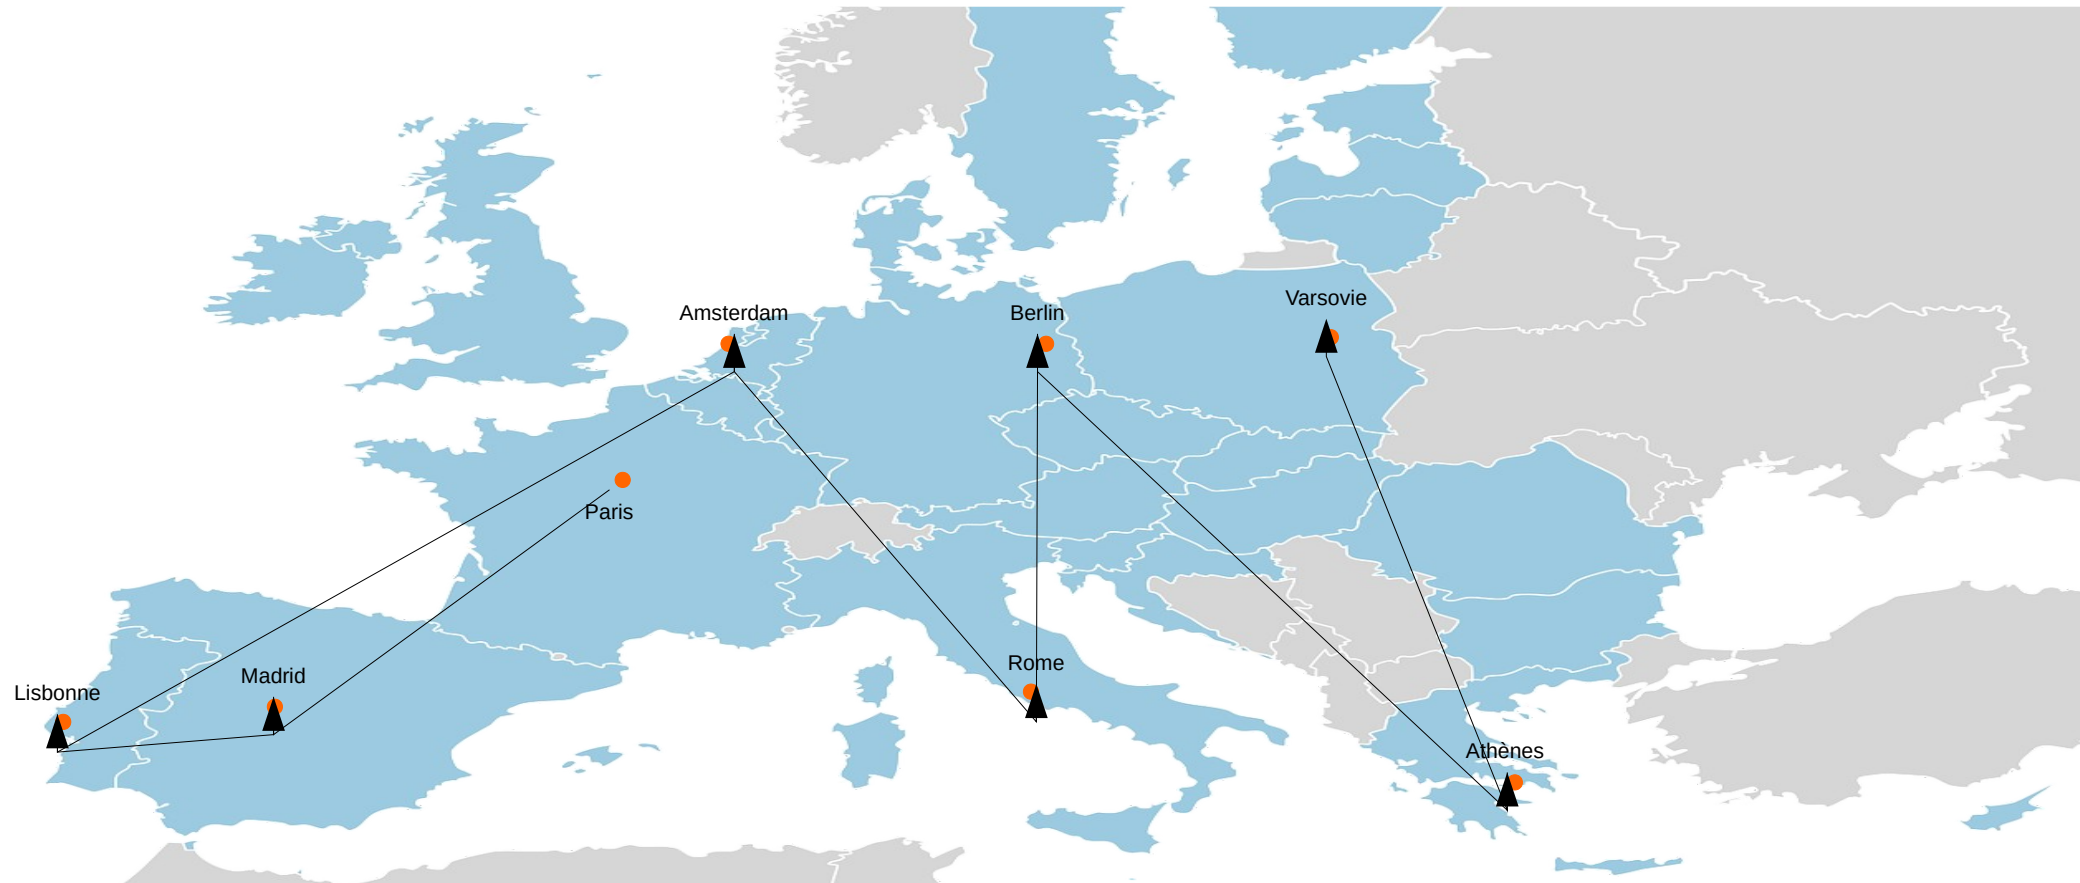 Varsovie
Amsterdam
Berlin
Paris
Rome
Madrid
Lisbonne
Athènes